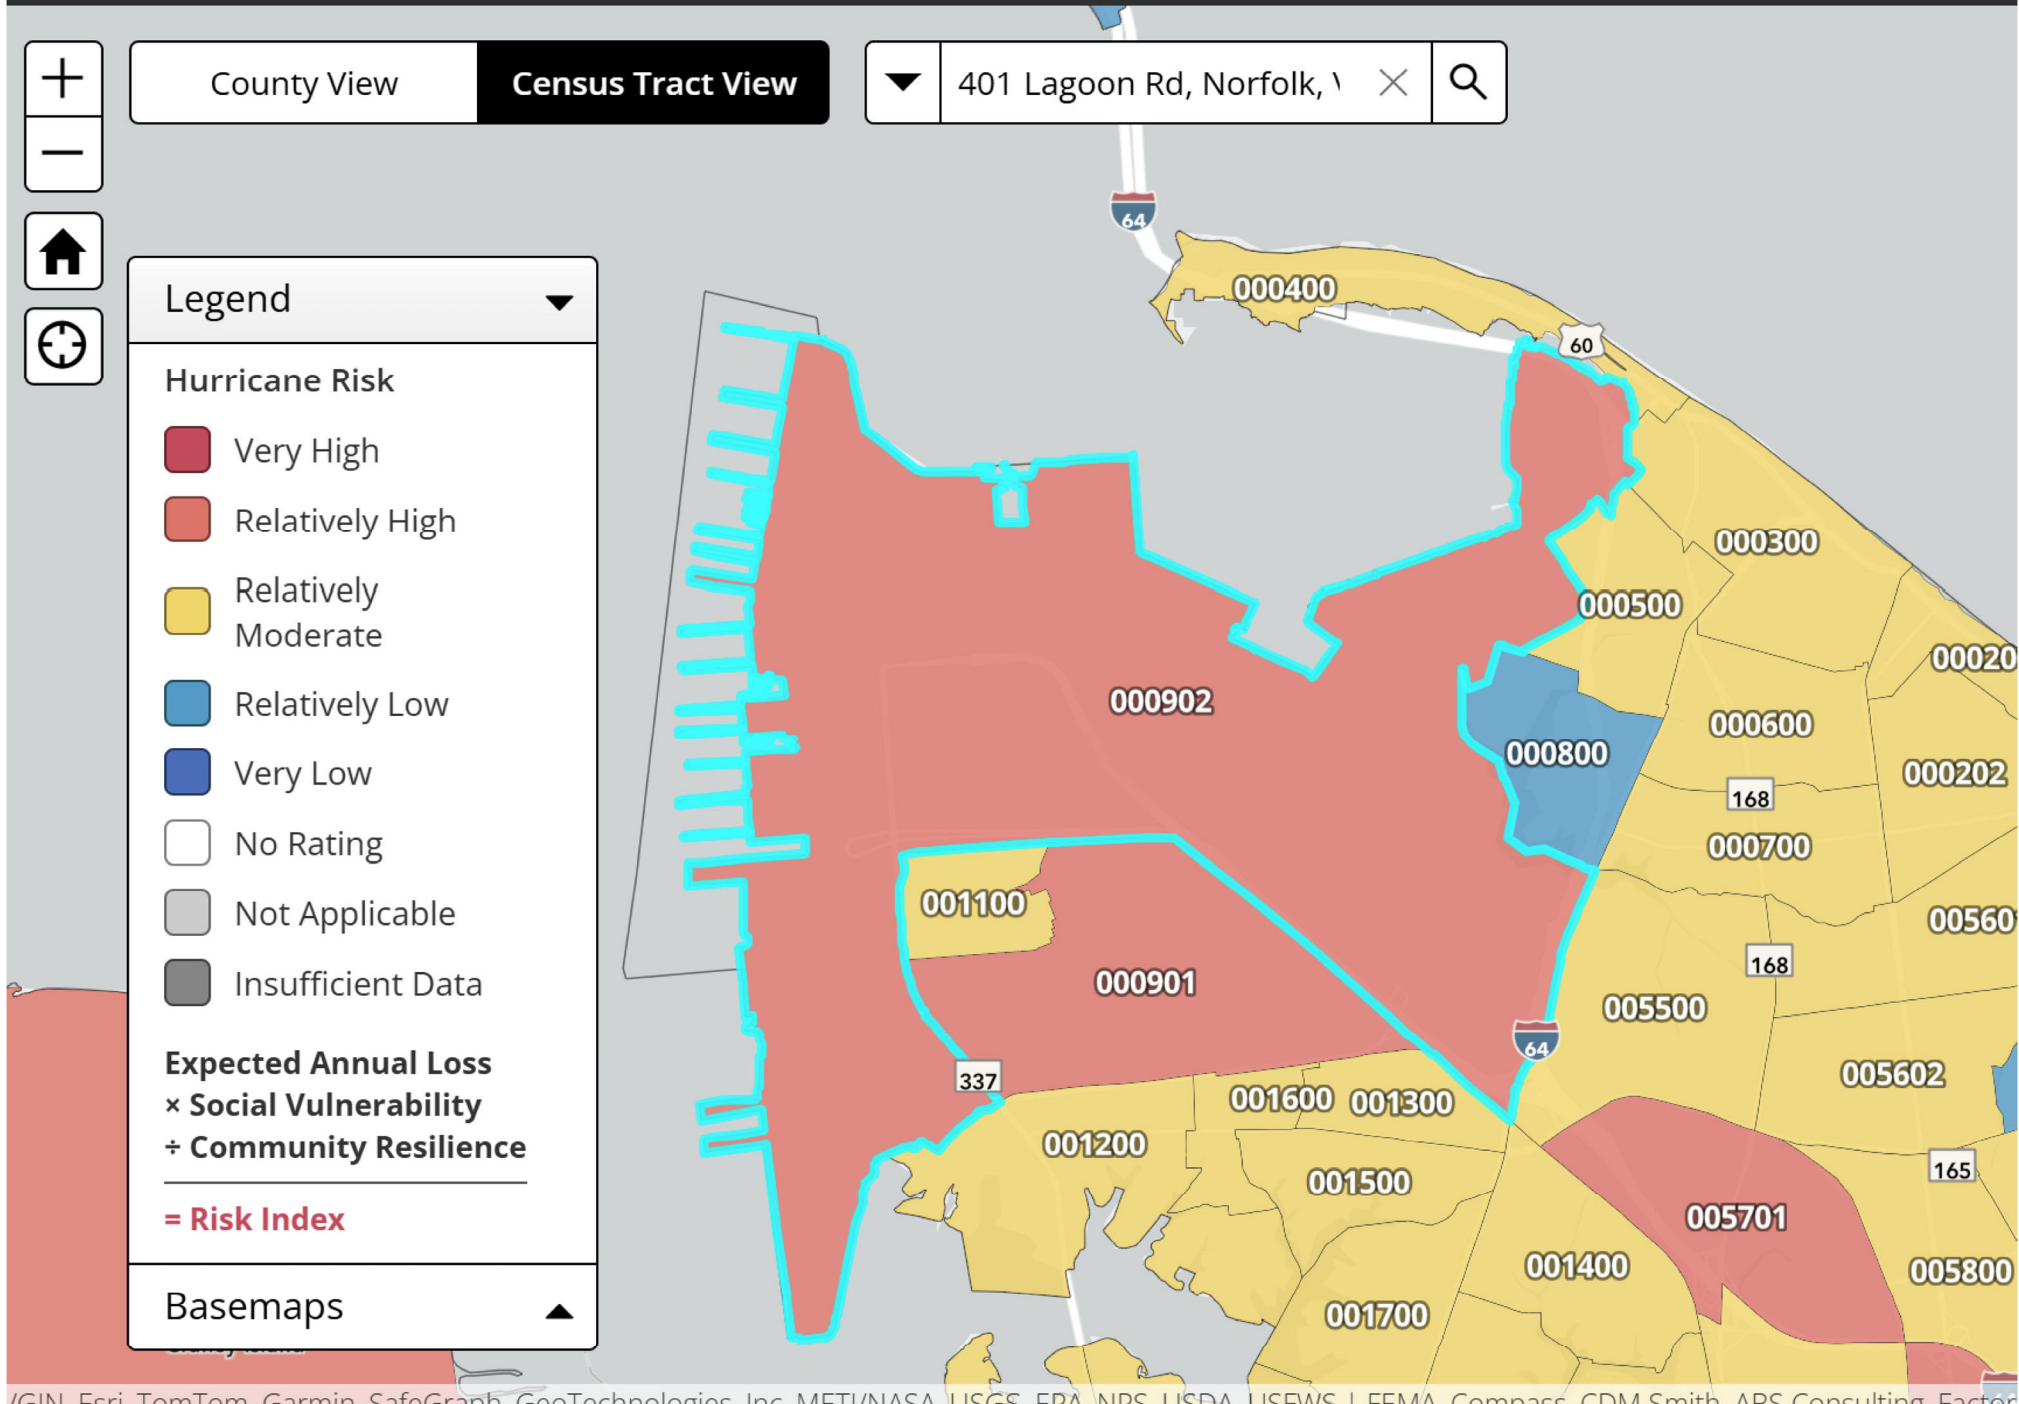 County View
Census Tract View
401 Lagoon Rd, Norfolk,
64
Legend
Hurricane Risk
Very High
Relatively High
Relatively
Moderate
Relatively Low
Very Low
No Rating
Not Applicable
Insufficient Data
Expected Annual Loss
× Social Vulnerability
÷ Community Resilience
= Risk Index
Basemaps
000400
60
000300
000500
00020
000902
000600
000800
000202
168
000700
001100
00560
168
000901
005500
64
337
005602
001600
001300
001200
165
001500
005701
001400
005800
001700